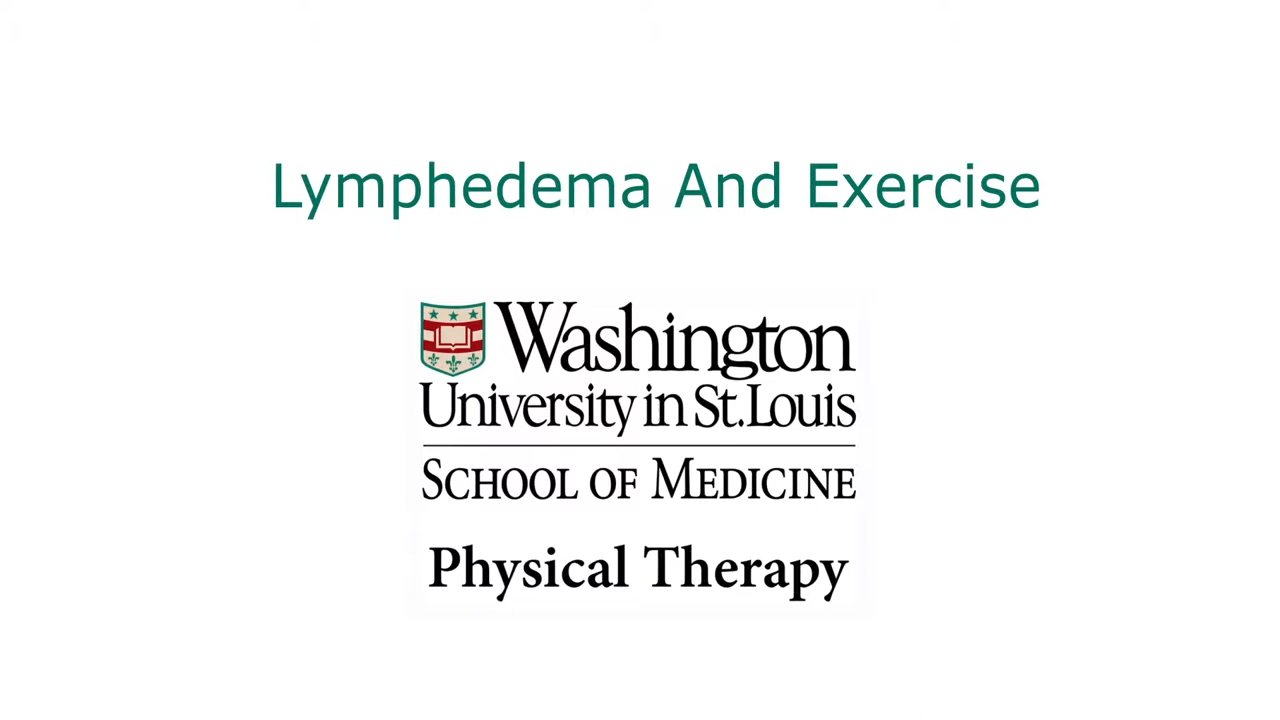 Lymphedema And Exercise
Washington
University in St. Louis
SCHOOL OF MEDICINE
Physical Therapy